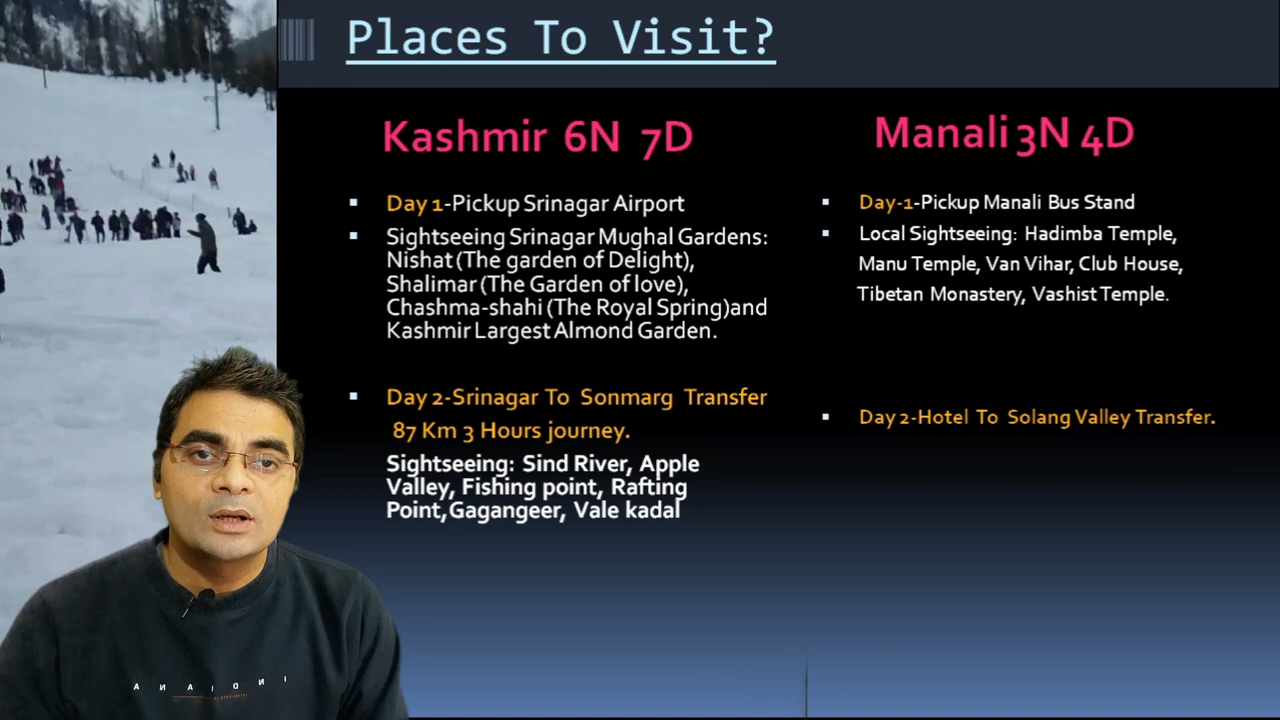 Places To Visit?
Kashmir 6N 7D
Day 1-Pickup Srinagar Airport
Sightseeing Srinagar Mughal Gardens:
Nishat (The garden of Delight),
Shalimar (The Garden of love),
Chashma-shahi (The Royal Spring)and
Kashmir Largest Almond Garden.
Day 2-Srinagar To Sonmarg Transfer
87 Km 3 Hours journey.
Sightseeing: Sind River, Apple
Valley, Fishing point, Rafting
Point,Gagangeer, Vale kadal
Manali 3N 4D
Day-1-Pickup Manali Bus Stand
Local Sightseeing: Hadimba Temple,
Manu Temple, Van Vihar, Club House,
Tibetan Monastery, Vashist Temple.
Day 2-Hotel To Solang Valley Transfer.